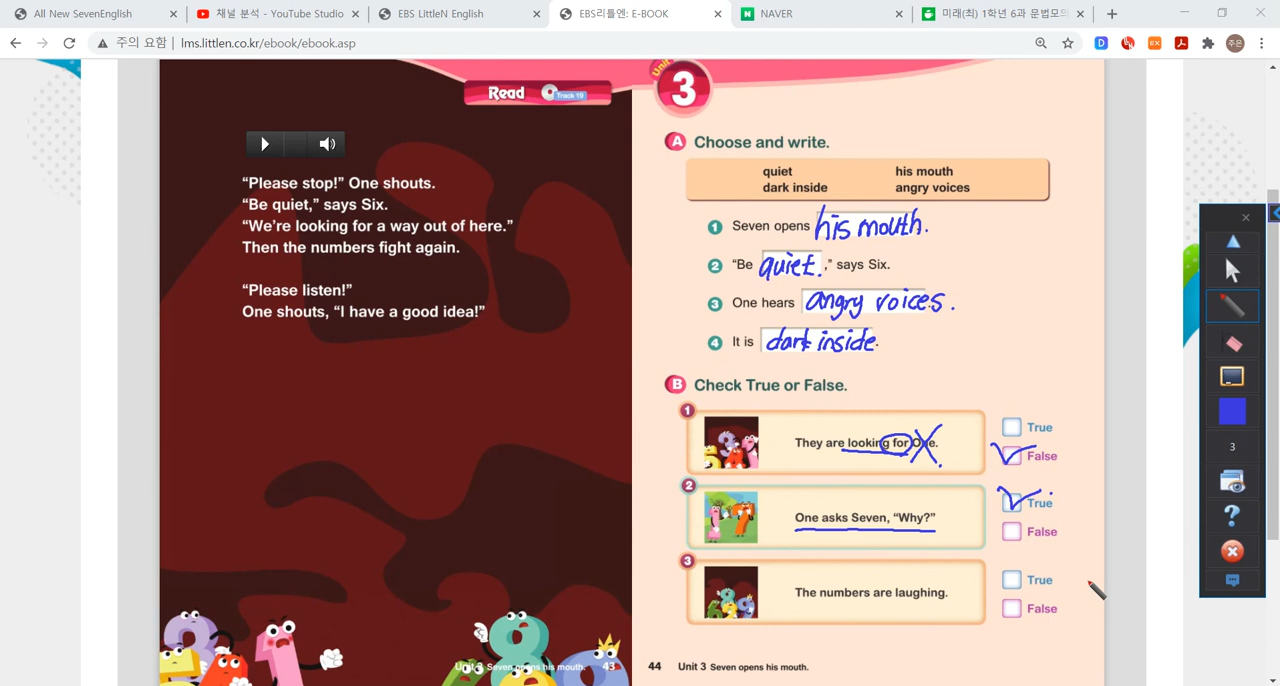 All New SevenEnglish
채널 분석 - YouTube Studio
EBS LittleN English
EBS리틀엔: E-BOOK
NAVER
미래(최) 1학년 6과 문법모의
주의 요함 | lms.littlen.co.kr/ebook/ebook.asp
주은
Read
Track 19
Unit
3
"Please stop!" One shouts.
"Be quiet," says Six.
"We're looking for a way out of here."
Then the numbers fight again.
"Please listen!"
One shouts, "I have a good idea!"
Unit 3 Seven opens his mouth. 43
A Choose and write.
quiet his mouth
dark inside angry voices
1 Seven opens his mouth.
2 "Be quiet.," says Six.
3 One hears angry voices.
4 It is dark inside.
B Check True or False.
1
They are looking for One.
True
False
2
One asks Seven, "Why?"
True
False
3
The numbers are laughing.
True
False
44 Unit 3 Seven opens his mouth.
3